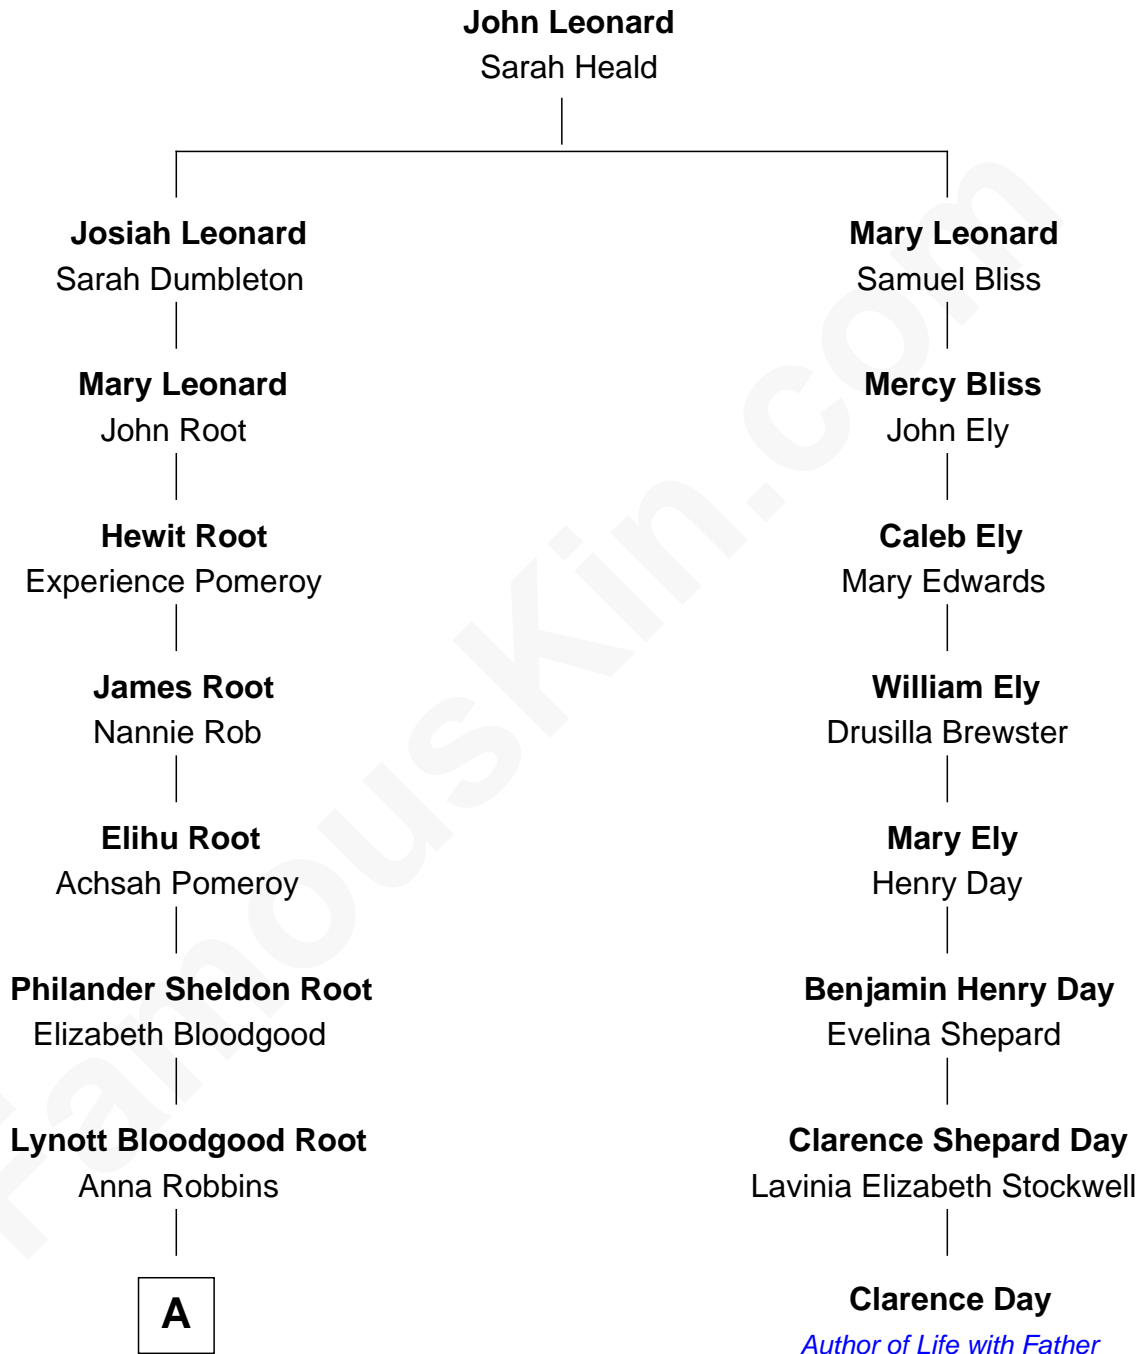 John Leonard
Sarah Heald
Josiah Leonard
Sarah Dumbleton
Mary Leonard
John Root
Hewit Root
Experience Pomeroy
James Root
Nannie Rob
Elihu Root
Achsah Pomeroy
Philander Sheldon Root
Elizabeth Bloodgood
Lynott Bloodgood Root
Anna Robbins
A
Mary Leonard
Samuel Bliss
Mercy Bliss
John Ely
Caleb Ely
Mary Edwards
William Ely
Drusilla Brewster
Mary Ely
Henry Day
Benjamin Henry Day
Evelina Shepard
Clarence Shepard Day
Lavinia Elizabeth Stockwell
Clarence Day
Author of Life with Father
FamousKin.com